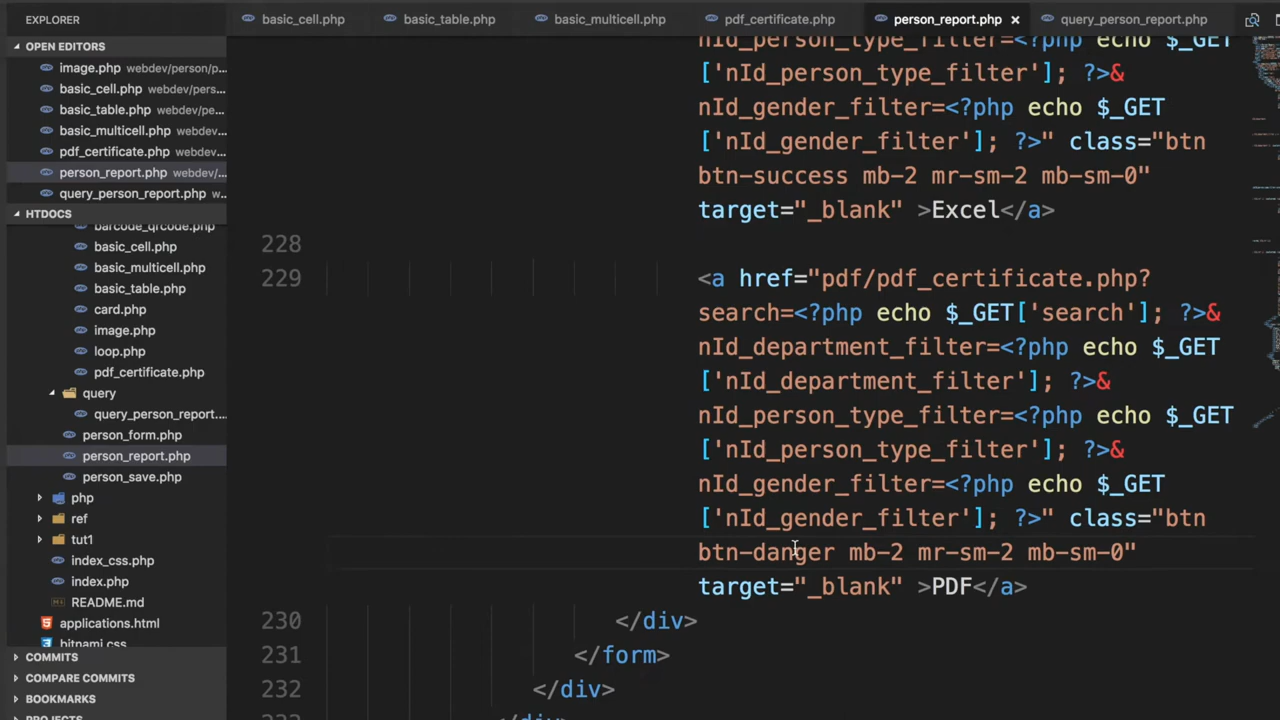 EXPLORER
basic_cell.php
basic_table.php
basic_multicell.php
pdf_certificate.php
person_report.php ×
query_person_report.php
OPEN EDITORS
image.php webdev/person/p...
basic_cell.php webdev/pers...
basic_table.php webdev/pe...
basic_multicell.php webdev...
pdf_certificate.php webdev...
person_report.php webdev/...
query_person_report.php w...
HTDOCS
barcode_qrcode.php
basic_cell.php
basic_multicell.php
basic_table.php
card.php
image.php
loop.php
pdf_certificate.php
query
query_person_report....
person_form.php
person_report.php
person_save.php
php
ref
tut1
index_css.php
index.php
README.md
applications.html
bitnami.css
COMMITS
COMPARE COMMITS
BOOKMARKS
PROJECTS
nId_person_type_filter=<?php echo $_GET
['nId_person_type_filter']; ?>&
nId_gender_filter=<?php echo $_GET
['nId_gender_filter']; ?>" class="btn
btn-success mb-2 mr-sm-2 mb-sm-0"
target="_blank" >Excel</a>
228
229 <a href="pdf/pdf_certificate.php?
search=<?php echo $_GET['search']; ?>&
nId_department_filter=<?php echo $_GET
['nId_department_filter']; ?>&
nId_person_type_filter=<?php echo $_GET
['nId_person_type_filter']; ?>&
nId_gender_filter=<?php echo $_GET
['nId_gender_filter']; ?>" class="btn
btn-danger mb-2 mr-sm-2 mb-sm-0"
target="_blank" >PDF</a>
230 </div>
231 </form>
232 </div>